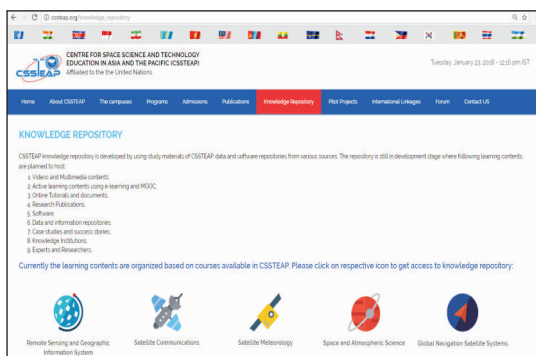 cssteap.org/knowledge_repository
CENTRE FOR SPACE SCIENCE AND TECHNOLOGY
EDUCATION IN ASIA AND THE PACIFIC (CSSTEAP)
Affiliated to the the United Nations
CSSTEAP
Tuesday, January 23, 2018 - 12:16 pm IST
Home About CSSTEAP The campuses Programs Admissions Publications Knowledge Repository Pilot Projects International Linkages Forum Contact US
KNOWLEDGE REPOSITORY
CSSTEAP knowledge repository is developed by using study materials of CSSTEAP, data and software repositories from various sources. The repository is still in development stage where following learning contents
are planned to host:
1. Videos and Multimedia contents.
2. Active learning contents using e-learning and MOOC.
3. Online Tutorials and documents.
4. Research Publications.
5. Software.
6. Data and information repositories.
7. Case studies and success stories.
8. Knowledge Institutions.
9. Experts and Researchers.
Currently the learning contents are organized based on courses available in CSSTEAP. Please click on respective icon to get access to knowledge repository:
Remote Sensing and Geographic
Information System
Satellite Communications
Satellite Meteorology
Space and Atmospheric Science
Global Navigation Satellite Systems